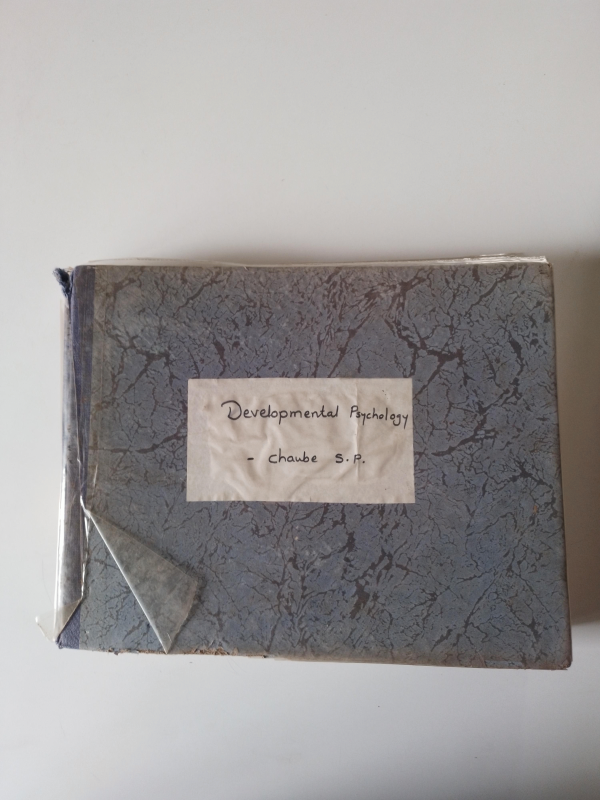 Developmental Psychology
- Chaube S.P.